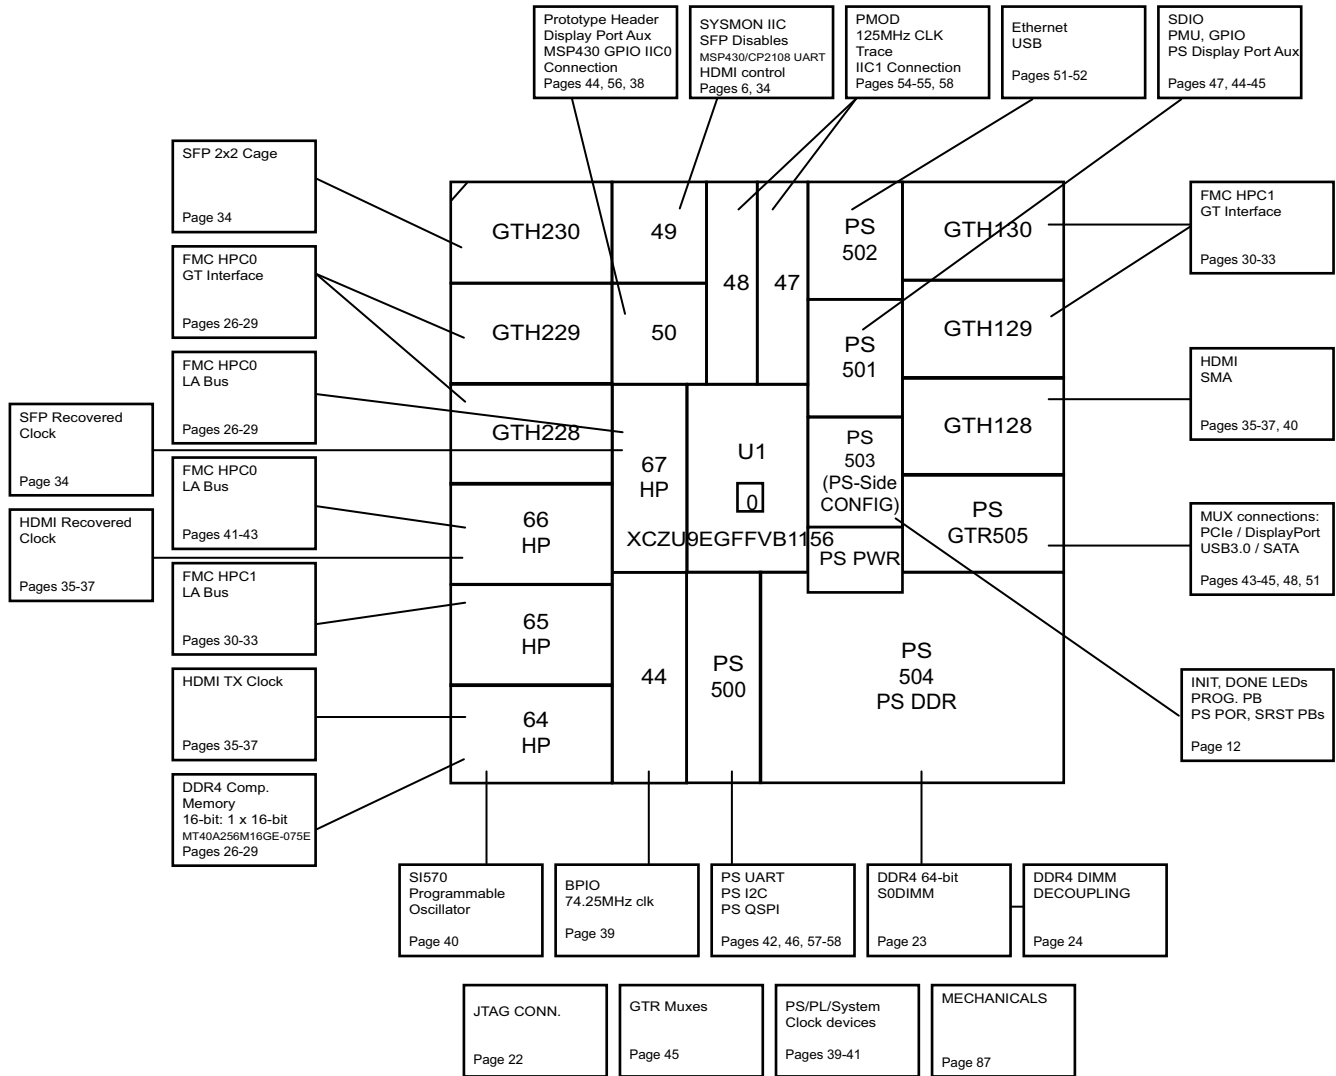 Prototype Header
Display Port Aux
MSP430 GPIO IIC0
Connection
Pages 44, 56, 38
SYSMON IIC
SFP Disables
MSP430/CP2108 UART
HDMI control
Pages 6, 34
PMOD
125MHz CLK
Trace
IIC1 Connection
Pages 54-55, 58
Ethernet
USB
Pages 51-52
SDIO
PMU, GPIO
PS Display Port Aux
Pages 47, 44-45
SFP 2x2 Cage
Page 34
FMC HPC0
GT Interface
Pages 26-29
FMC HPC0
LA Bus
Pages 26-29
SFP Recovered
Clock
Page 34
FMC HPC0
LA Bus
Pages 41-43
HDMI Recovered
Clock
Pages 35-37
FMC HPC1
LA Bus
Pages 30-33
HDMI TX Clock
Pages 35-37
DDR4 Comp.
Memory
16-bit: 1 x 16-bit
MT40A256M16GE-075E
Pages 26-29
GTH230
49
48
47
PS
502
GTH130
GTH229
50
PS
501
GTH129
GTH228
67
HP
U1
0
XCZU9EGFFVB1156
PS
503
(PS-Side
CONFIG)
GTH128
66
HP
PS PWR
PS
GTR505
65
HP
44
PS
500
PS
504
PS DDR
64
HP
FMC HPC1
GT Interface
Pages 30-33
HDMI
SMA
Pages 35-37, 40
MUX connections:
PCIe / DisplayPort
USB3.0 / SATA
Pages 43-45, 48, 51
INIT, DONE LEDs
PROG. PB
PS POR, SRST PBs
Page 12
SI570
Programmable
Oscillator
Page 40
BPIO
74.25MHz clk
Page 39
PS UART
PS I2C
PS QSPI
Pages 42, 46, 57-58
DDR4 64-bit
S0DIMM
Page 23
DDR4 DIMM
DECOUPLING
Page 24
JTAG CONN.
Page 22
GTR Muxes
Page 45
PS/PL/System
Clock devices
Pages 39-41
MECHANICALS
Page 87